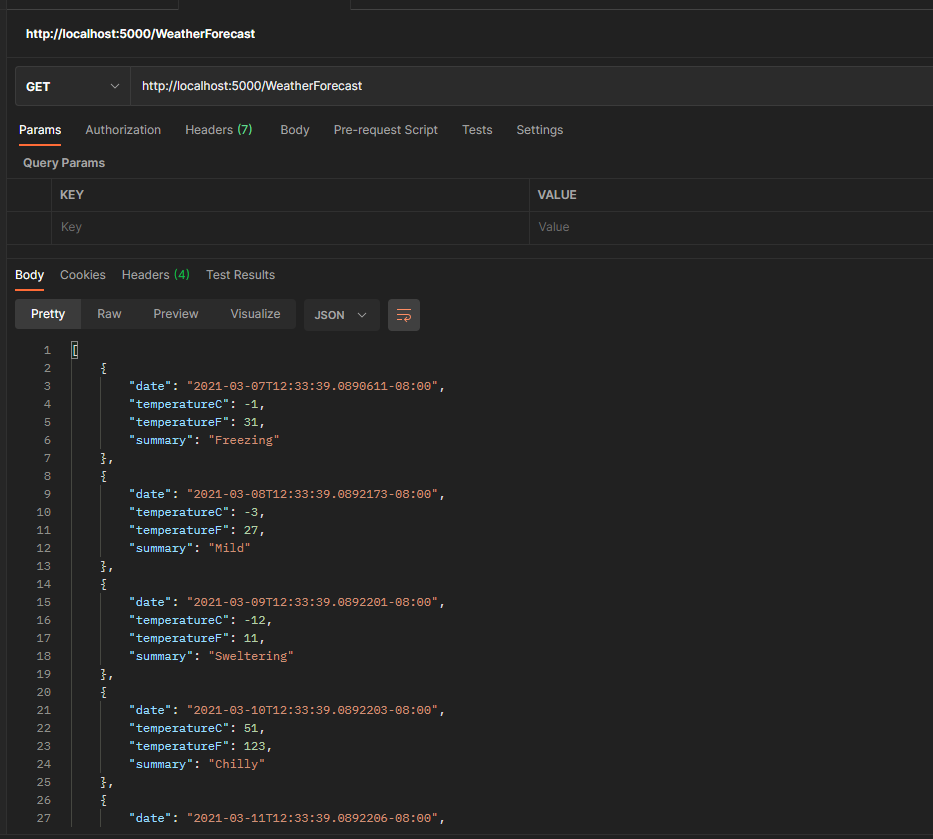 http://localhost:5000/WeatherForecast
GET http://localhost:5000/WeatherForecast
Params Authorization Headers (7) Body Pre-request Script Tests Settings
Query Params
KEY VALUE
Key Value
Body Cookies Headers (4) Test Results
Pretty Raw Preview Visualize JSON
1 [
2 {
3 "date": "2021-03-07T12:33:39.0890611-08:00",
4 "temperatureC": -1,
5 "temperatureF": 31,
6 "summary": "Freezing"
7 },
8 {
9 "date": "2021-03-08T12:33:39.0892173-08:00",
10 "temperatureC": -3,
11 "temperatureF": 27,
12 "summary": "Mild"
13 },
14 {
15 "date": "2021-03-09T12:33:39.0892201-08:00",
16 "temperatureC": -12,
17 "temperatureF": 11,
18 "summary": "Sweltering"
19 },
20 {
21 "date": "2021-03-10T12:33:39.0892203-08:00",
22 "temperatureC": 51,
23 "temperatureF": 123,
24 "summary": "Chilly"
25 },
26 {
27 "date": "2021-03-11T12:33:39.0892206-08:00",